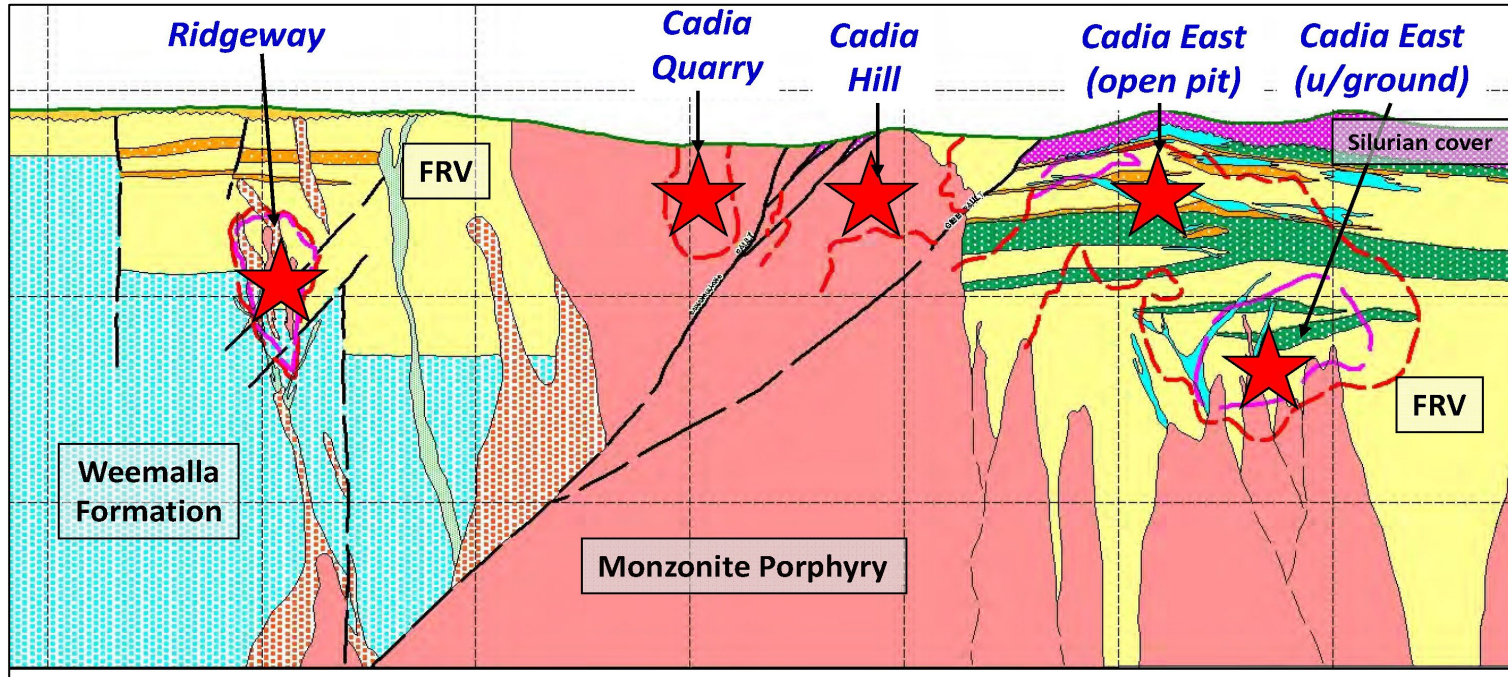 Ridgeway
Cadia
Quarry
Cadia
Hill
Cadia East
(open pit)
Cadia East
(u/ground)
Silurian cover
FRV
FRV
Weemalla
Formation
Monzonite Porphyry